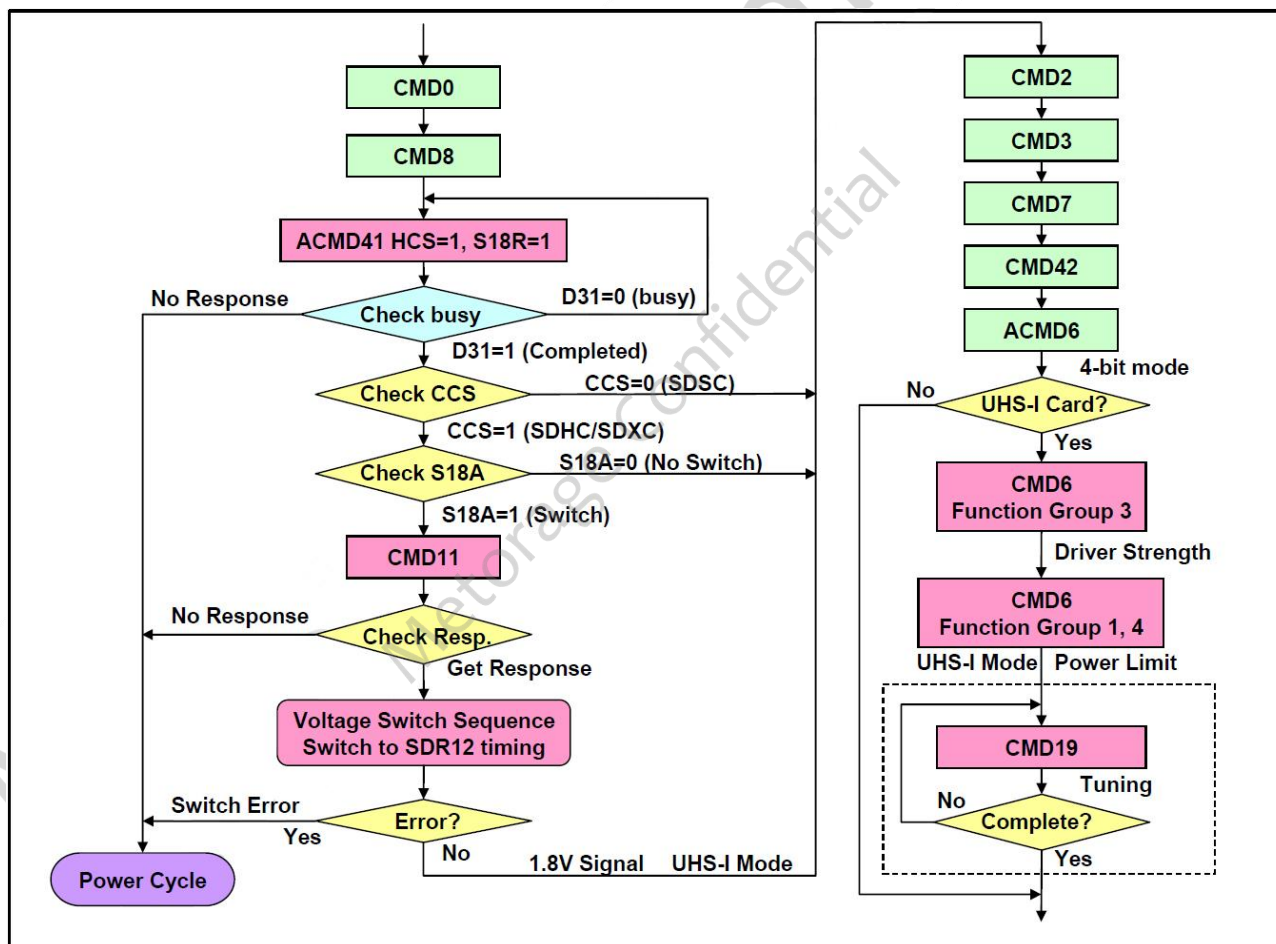 CMD0
CMD8
ACMD41 HCS=1, S18R=1
No Response
D31=0 (busy)
Check busy
D31=1 (Completed)
Check CCS
CCS=0 (SDSC)
CCS=1 (SDHC/SDXC)
Check S18A
S18A=0 (No Switch)
S18A=1 (Switch)
CMD11
No Response
Check Resp.
Get Response
Voltage Switch Sequence
Switch to SDR12 timing
Switch Error
Yes
Error?
No
1.8V Signal UHS-I Mode
Power Cycle
CMD2
CMD3
CMD7
CMD42
ACMD6
4-bit mode
No
UHS-I Card?
Yes
CMD6
Function Group 3
Driver Strength
CMD6
Function Group 1, 4
UHS-I Mode
Power Limit
CMD19
Tuning
No
Complete?
Yes
Metorage Confidential